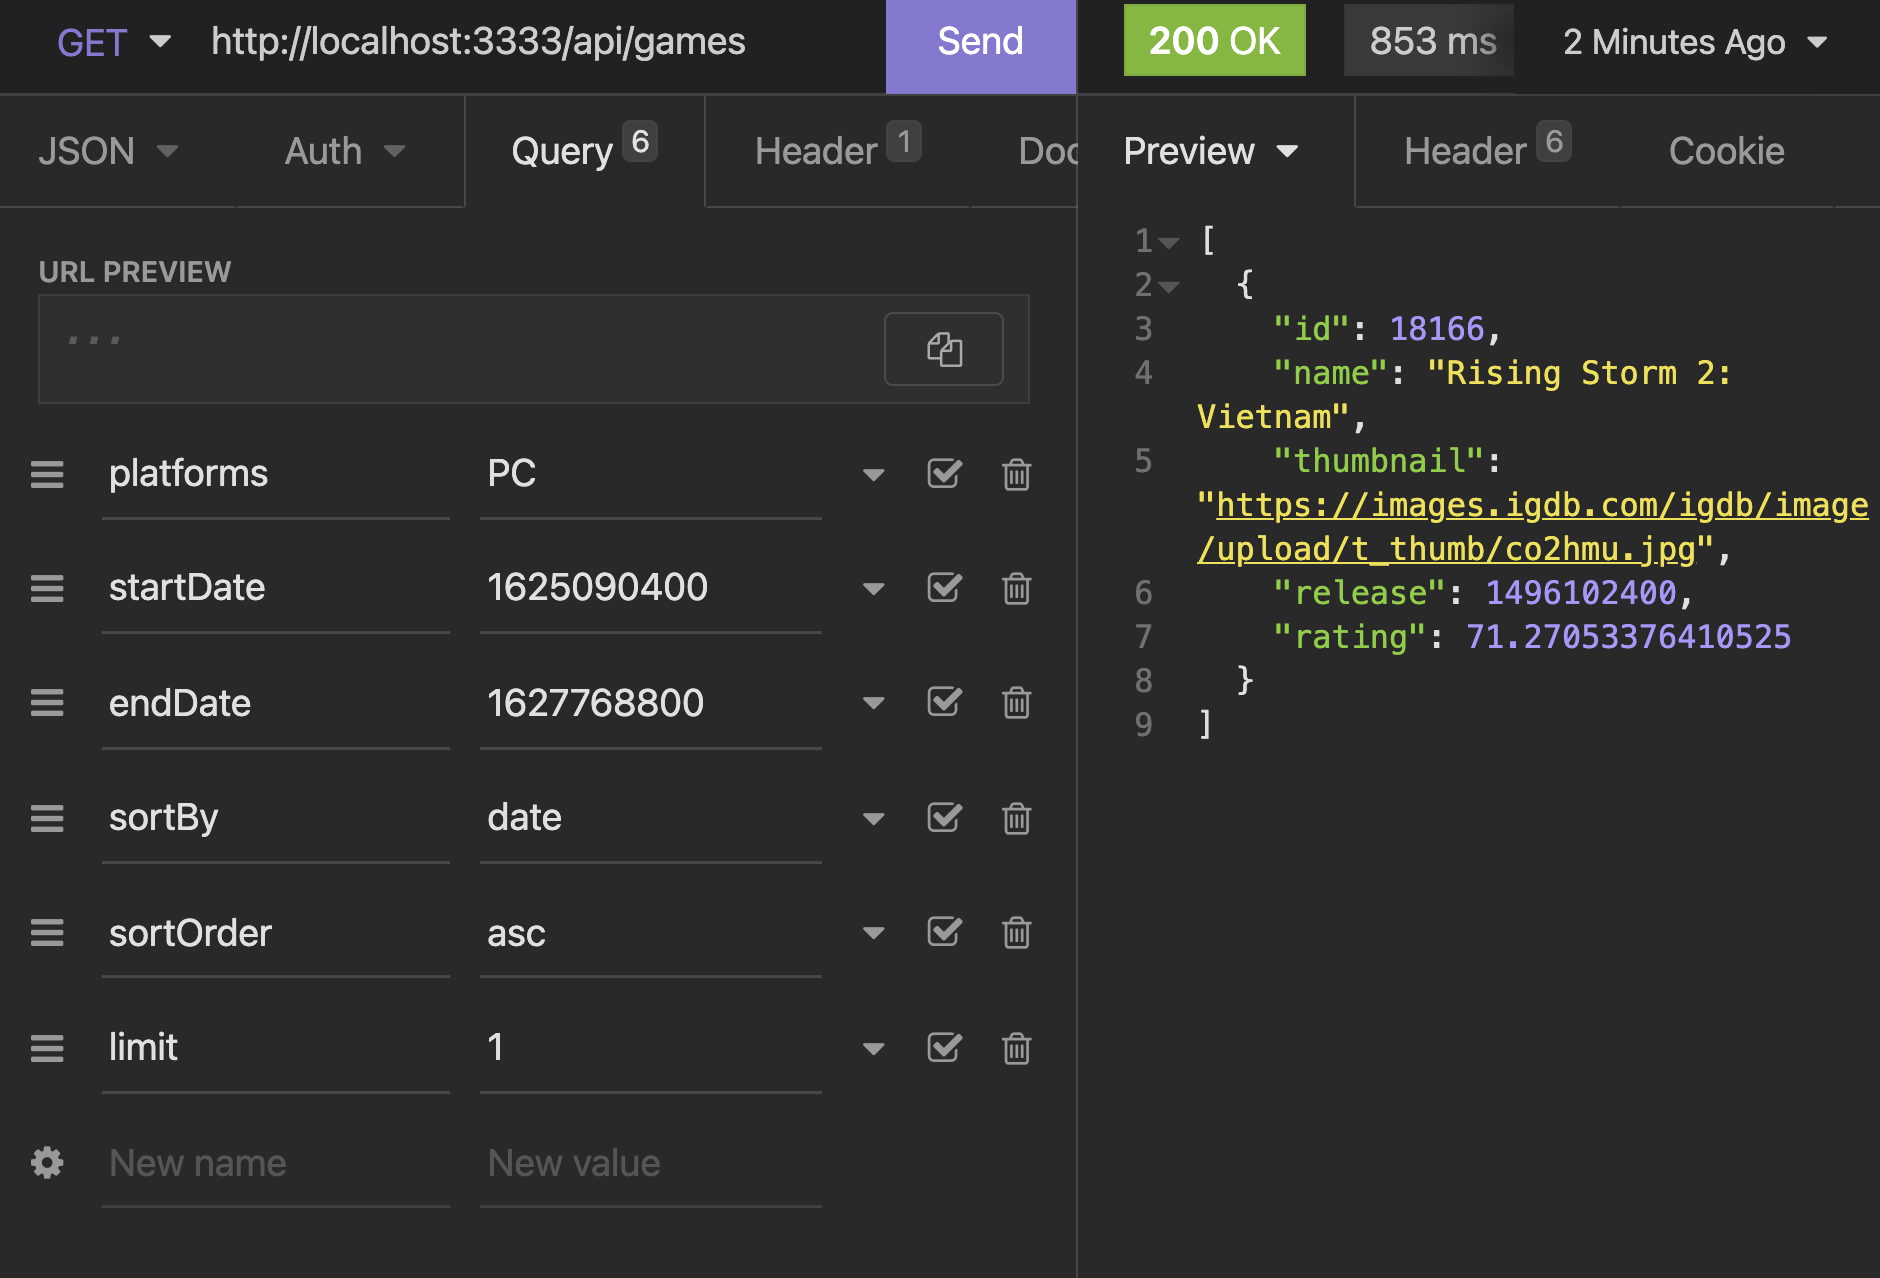 GET http://localhost:3333/api/games Send
200 OK 853 ms 2 Minutes Ago
JSON Auth Query 6 Header 1 Doc
Preview Header 6 Cookie
URL PREVIEW
...
platforms PC
startDate 1625090400
endDate 1627768800
sortBy date
sortOrder asc
limit 1
New name New value
1 [
2 {
3 "id": 18166,
4 "name": "Rising Storm 2:
Vietnam",
5 "thumbnail":
"https://images.igdb.com/igdb/image
/upload/t_thumb/co2hmu.jpg",
6 "release": 1496102400,
7 "rating": 71.27053376410525
8 }
9 ]